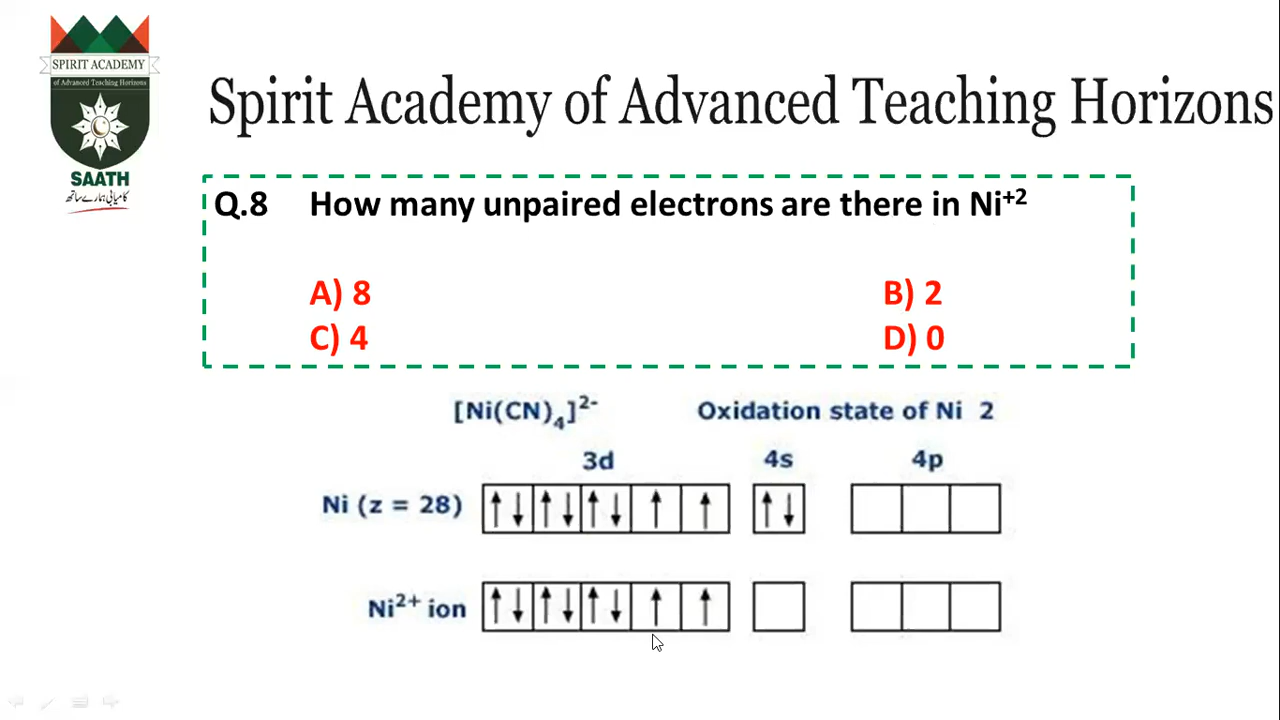 SPIRIT ACADEMY
of Advanced Teaching Horizons
SAATH
کامیابی ہمارے ساتھ
Spirit Academy of Advanced Teaching Horizons
Q.8 How many unpaired electrons are there in Ni⁺²
A) 8 B) 2
C) 4 D) 0
[Ni(CN)₄]²⁻ Oxidation state of Ni 2
3d 4s 4p
Ni (z = 28) ↑↓ ↑↓ ↑↓ ↑ ↑ ↑↓
Ni²⁺ ion ↑↓ ↑↓ ↑↓ ↑ ↑